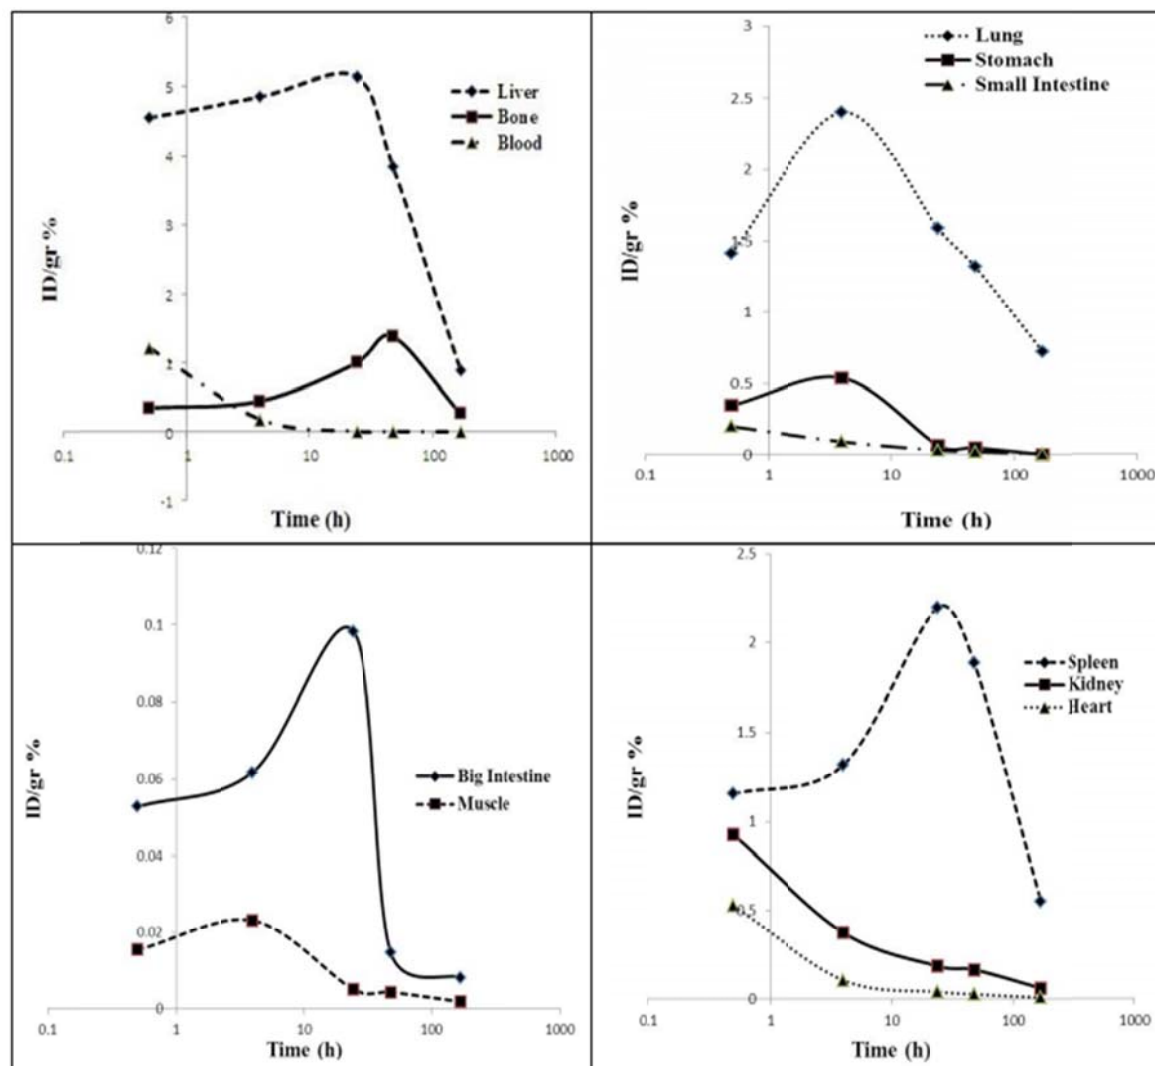 6
5
4
3
2
1
0
-1
0.1
1
10
100
1000
ID/gr %
Time (h)
Liver
Bone
Blood
3
2.5
2
1.5
1
0.5
0
0.1
1
10
100
1000
ID/gr %
Time (h)
Lung
Stomach
Small Intestine
0.12
0.1
0.08
0.06
0.04
0.02
0
0.1
1
10
100
1000
ID/gr %
Time (h)
Big Intestine
Muscle
2.5
2
1.5
1
0.5
0
0.1
1
10
100
1000
ID/gr %
Time (h)
Spleen
Kidney
Heart